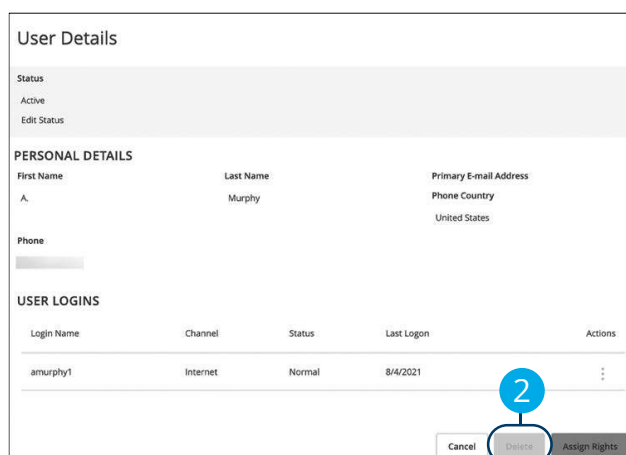 User Details
Status
Active
Edit Status
PERSONAL DETAILS
First Name Last Name Primary E-mail Address
A. Murphy Phone Country
United States
Phone
USER LOGINS
Login Name Channel Status Last Logon Actions
amurphy1 Internet Normal 8/4/2021
2
Cancel Delete Assign Rights